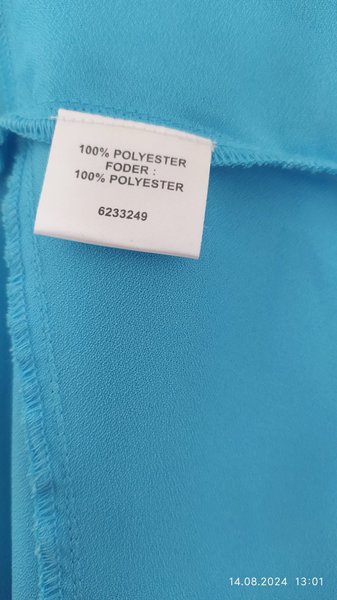 100% POLYESTER
FODER :
100% POLYESTER
6233249
14.08.2024 13:01